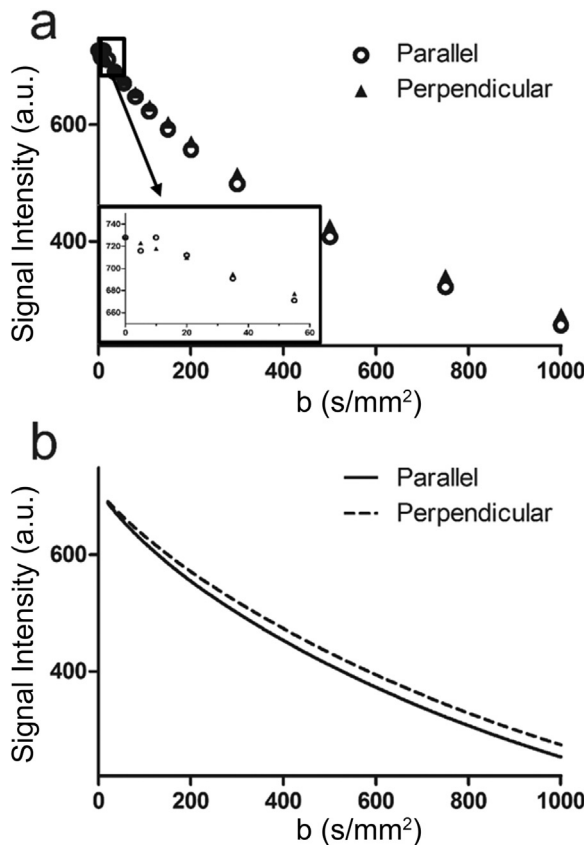 a
Parallel
Perpendicular
Signal Intensity (a.u.)
600
400
740
720
700
680
660
0 20 40 60
0 200 400 600 800 1000
b (s/mm²)
b
Parallel
Perpendicular
Signal Intensity (a.u.)
600
400
0 200 400 600 800 1000
b (s/mm²)